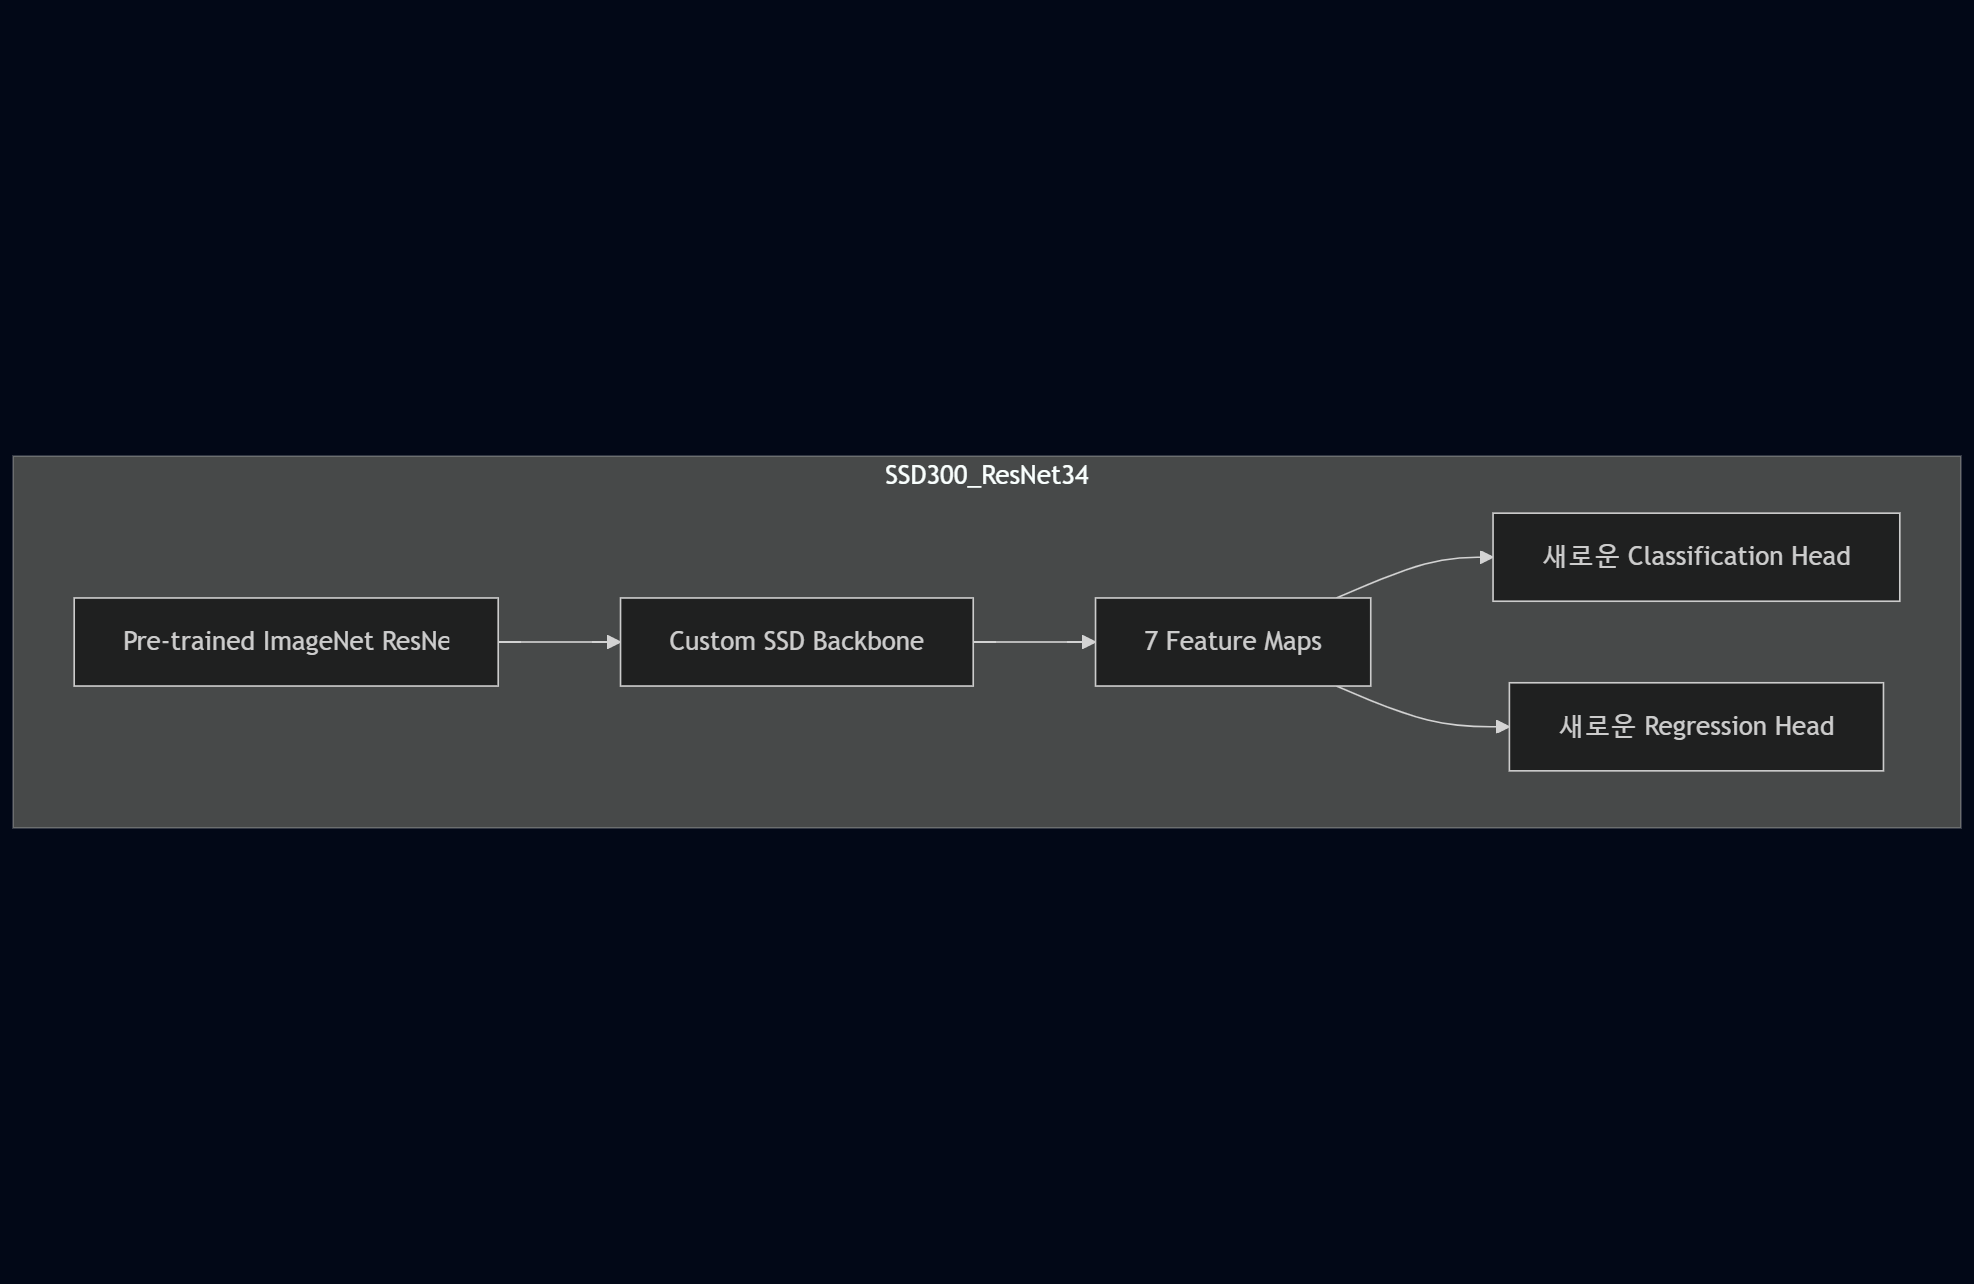 SSD300_ResNet34
Pre-trained ImageNet ResNe
Custom SSD Backbone
7 Feature Maps
새로운 Classification Head
새로운 Regression Head